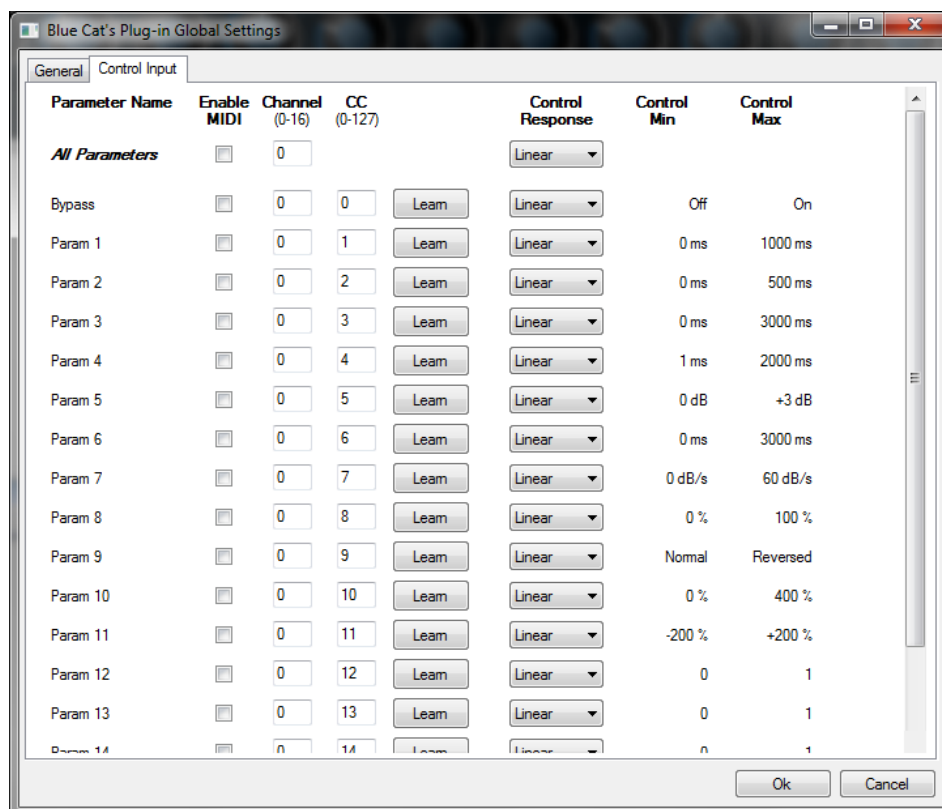 Blue Cat's Plug-in Global Settings
General Control Input
Parameter Name Enable MIDI Channel (0-16) CC (0-127) Control Response Control Min Control Max
All Parameters 0 Linear
Bypass 0 0 Learn Linear Off On
Param 1 0 1 Learn Linear 0 ms 1000 ms
Param 2 0 2 Learn Linear 0 ms 500 ms
Param 3 0 3 Learn Linear 0 ms 3000 ms
Param 4 0 4 Learn Linear 1 ms 2000 ms
Param 5 0 5 Learn Linear 0 dB +3 dB
Param 6 0 6 Learn Linear 0 ms 3000 ms
Param 7 0 7 Learn Linear 0 dB/s 60 dB/s
Param 8 0 8 Learn Linear 0 % 100 %
Param 9 0 9 Learn Linear Normal Reversed
Param 10 0 10 Learn Linear 0 % 400 %
Param 11 0 11 Learn Linear -200 % +200 %
Param 12 0 12 Learn Linear 0 1
Param 13 0 13 Learn Linear 0 1
Param 14 0 14 Learn Linear 0 1
Ok Cancel